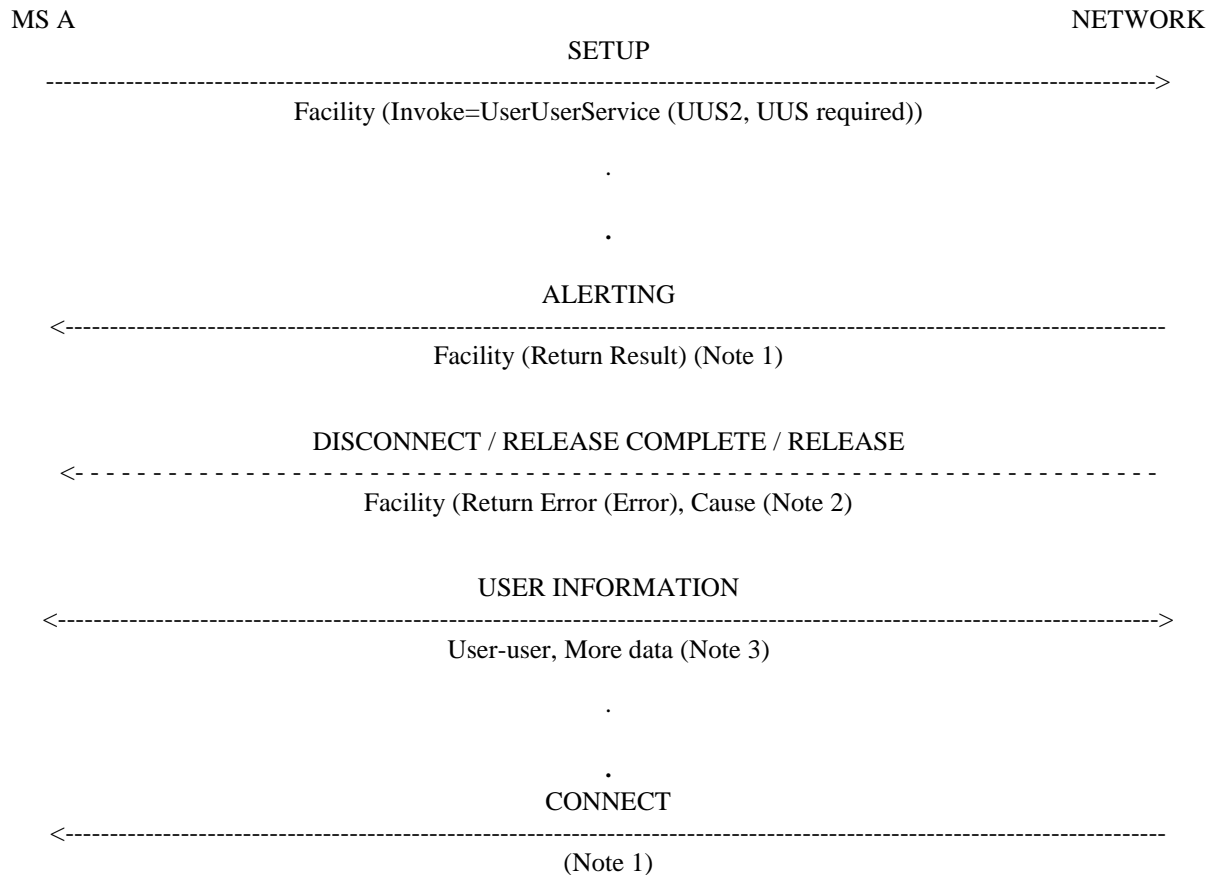 MS A NETWORK
SETUP
Facility (Invoke=UserUserService (UUS2, UUS required))
.
.
ALERTING
Facility (Return Result) (Note 1)
DISCONNECT / RELEASE COMPLETE / RELEASE
Facility (Return Error (Error), Cause (Note 2)
USER INFORMATION
User-user, More data (Note 3)
.
.
CONNECT
(Note 1)